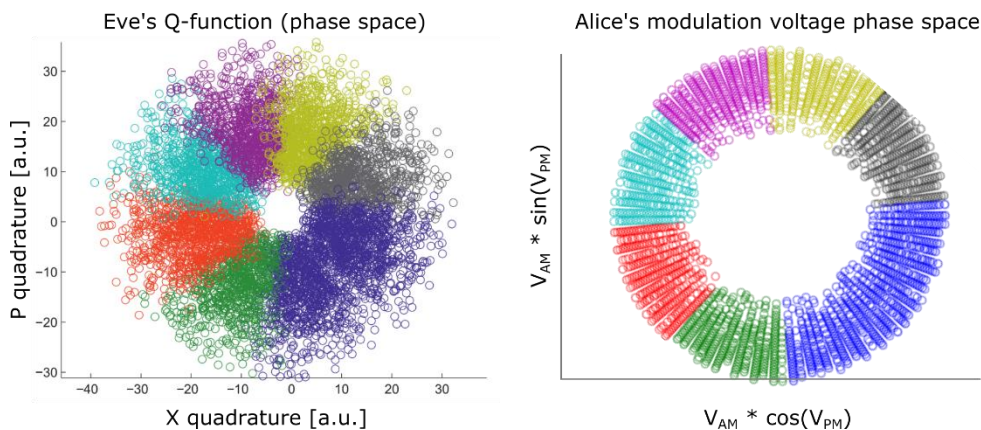 Eve's Q-function (phase space)
30
20
10
0
−10
−20
−30
−40
−30
−20
−10
0
10
20
30
P quadrature [a.u.]
X quadrature [a.u.]
Alice's modulation voltage phase space
V_AM * sin(V_PM)
V_AM * cos(V_PM)